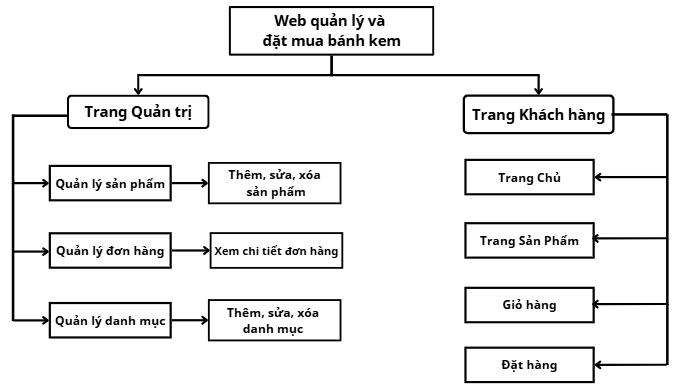 Web quản lý và
đặt mua bánh kem
Trang Quản trị
Trang Khách hàng
Quản lý sản phẩm
Thêm, sửa, xóa
sản phẩm
Trang Chủ
Quản lý đơn hàng
Xem chi tiết đơn hàng
Trang Sản Phẩm
Quản lý danh mục
Thêm, sửa, xóa
danh mục
Giỏ hàng
Đặt hàng